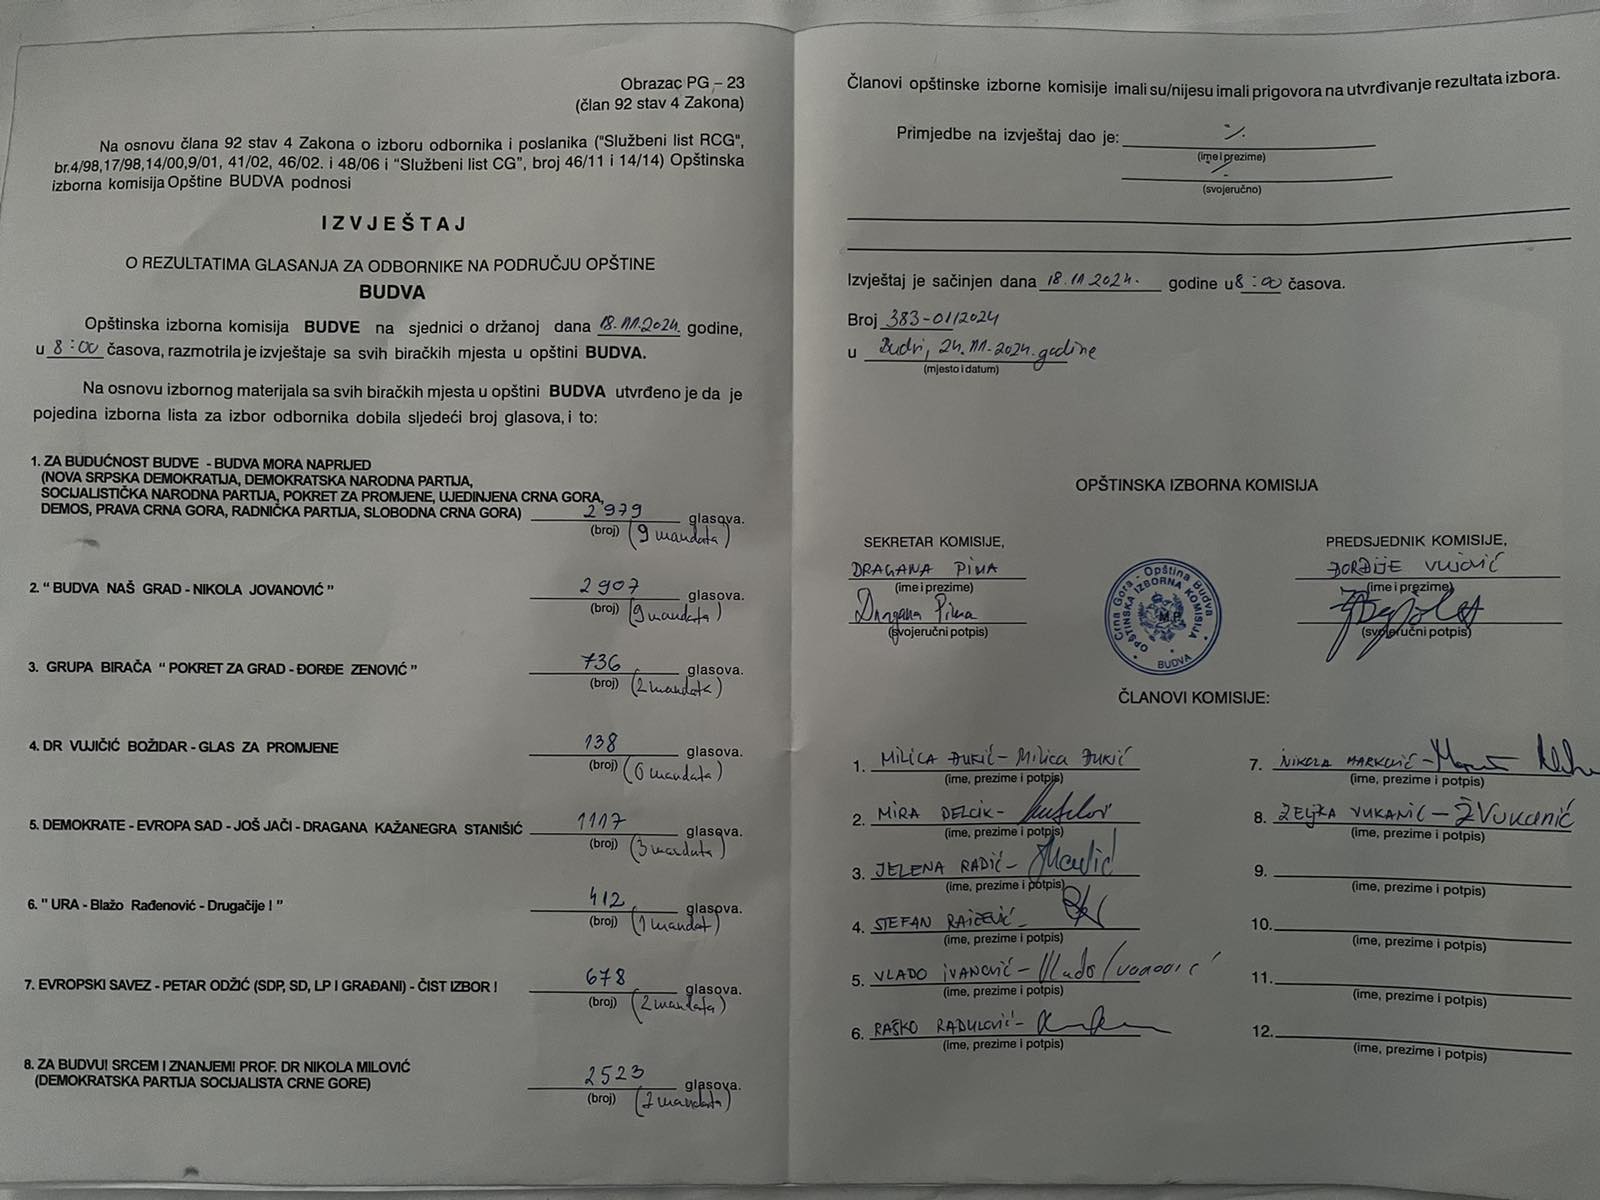 Obrazac PG - 23
(član 92 stav 4 Zakona)
Na osnovu člana 92 stav 4 Zakona o izboru odbornika i poslanika ("Službeni list RCG",
br.4/98,17/98,14/00,9/01, 41/02, 46/02. i 48/06 i "Službeni list CG", broj 46/11 i 14/14) Opštinska
izborna komisija Opštine BUDVA podnosi
IZVJEŠTAJ
O REZULTATIMA GLASANJA ZA ODBORNIKE NA PODRUČJU OPŠTINE
BUDVA
Opštinska izborna komisija BUDVE na sjednici o držanoj dana 18.11.2024. godine,
u 8:00 časova, razmotrila je izvještaje sa svih biračkih mjesta u opštini BUDVA.
Na osnovu izbornog materijala sa svih biračkih mjesta u opštini BUDVA utvrđeno je da je
pojedina izborna lista za izbor odbornika dobila sljedeći broj glasova, i to:
1. ZA BUDUĆNOST BUDVE - BUDVA MORA NAPRIJED
(NOVA SRPSKA DEMOKRATIJA, DEMOKRATSKA NARODNA PARTIJA,
SOCIJALISTIČKA NARODNA PARTIJA, POKRET ZA PROMJENE, UJEDINJENA CRNA GORA,
DEMOS, PRAVA CRNA GORA, RADNIČKA PARTIJA, SLOBODNA CRNA GORA) 2979 glasova.
(broj) (9 mandata)
2. " BUDVA NAŠ GRAD - NIKOLA JOVANOVIĆ " 2907 glasova.
(broj) (9 mandata)
3. GRUPA BIRAČA " POKRET ZA GRAD - ĐORĐE ZENOVIĆ " 736 glasova.
(broj) (2 mandata)
4. DR VUJIČIĆ BOŽIDAR - GLAS ZA PROMJENE 138 glasova.
(broj) (0 mandata)
5. DEMOKRATE - EVROPA SAD - JOŠ JAČI - DRAGANA KAŽANEGRA STANIŠIĆ 1117 glasova.
(broj) (3 mandata)
6. " URA - Blažo Rađenović - Drugačije ! " 412 glasova.
(broj) (1 mandat)
7. EVROPSKI SAVEZ - PETAR ODŽIĆ (SDP, SD, LP I GRAĐANI) - ČIST IZBOR ! 678 glasova.
(broj) (2 mandata)
8. ZA BUDVU! SRCEM I ZNANJEM! PROF. DR NIKOLA MILOVIĆ
(DEMOKRATSKA PARTIJA SOCIJALISTA CRNE GORE) 2523 glasova.
(broj) (7 mandata)
Članovi opštinske izborne komisije imali su/nijesu imali prigovora na utvrđivanje rezultata izbora.
Primjedbe na izvještaj dao je:
(ime i prezime)
(svojeručno)
Izvještaj je sačinjen dana 18.11.2024. godine u 8:00 časova.
Broj 383-01/2024
u Budvi, 24.11.2024.godine
(mjesto i datum)
OPŠTINSKA IZBORNA KOMISIJA
SEKRETAR KOMISIJE, PREDSJEDNIK KOMISIJE,
DRAGANA PIMA ĐORĐIJE VUJOVIĆ
(ime i prezime) (ime i prezime)
Dragana Pima
(svojeručni potpis) (svojeručni potpis)
Crna Gora - Opština Budva
OPŠTINSKA IZBORNA KOMISIJA
M.P.
BUDVA
ČLANOVI KOMISIJE:
1. MILICA ĐUKIĆ - Milica Đukić 7. NIKOLA MARKOVIĆ -
(ime, prezime i potpis) (ime, prezime i potpis)
2. MIRA DELCIK - 8. ŽELJKA VUKANIĆ - ŽVukanić
(ime, prezime i potpis) (ime, prezime i potpis)
3. JELENA RADIĆ - 9.
(ime, prezime i potpis) (ime, prezime i potpis)
4. STEFAN RAIČEVIĆ - 10.
(ime, prezime i potpis) (ime, prezime i potpis)
5. VLADO IVANOVIĆ - Vlado Ivanović 11.
(ime, prezime i potpis) (ime, prezime i potpis)
6. RAŠKO RADULOVIĆ - 12.
(ime, prezime i potpis) (ime, prezime i potpis)